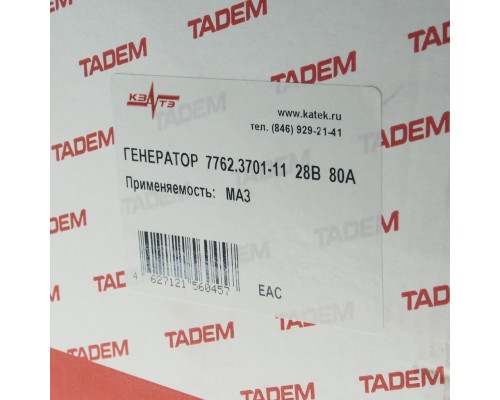 TADEM
TADEM
TADEM
КЗАТЭ
www.katek.ru
тел. (846) 929-21-41
ГЕНЕРАТОР 7762.3701-11 28В 80А
Применяемость: МАЗ
TADEM
TADEM
TADEM
TADEM
4 627121 560457
EAC
TADEM
TADEM
TADEM